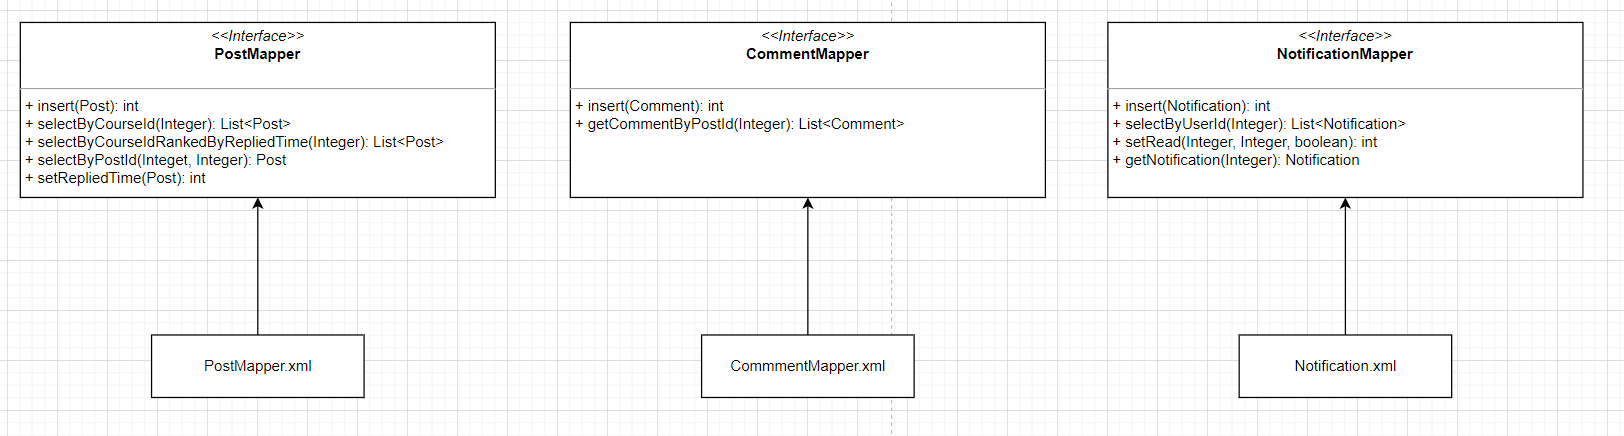 <<Interface>>
PostMapper
+ insert(Post): int
+ selectByCourseId(Integer): List<Post>
+ selectByCourseIdRankedByRepliedTime(Integer): List<Post>
+ selectByPostId(Integet, Integer): Post
+ setRepliedTime(Post): int
<<Interface>>
CommentMapper
+ insert(Comment): int
+ getCommentByPostId(Integer): List<Comment>
<<Interface>>
NotificationMapper
+ insert(Notification): int
+ selectByUserId(Integer): List<Notification>
+ setRead(Integer, Integer, boolean): int
+ getNotification(Integer): Notification
PostMapper.xml
CommmentMapper.xml
Notification.xml